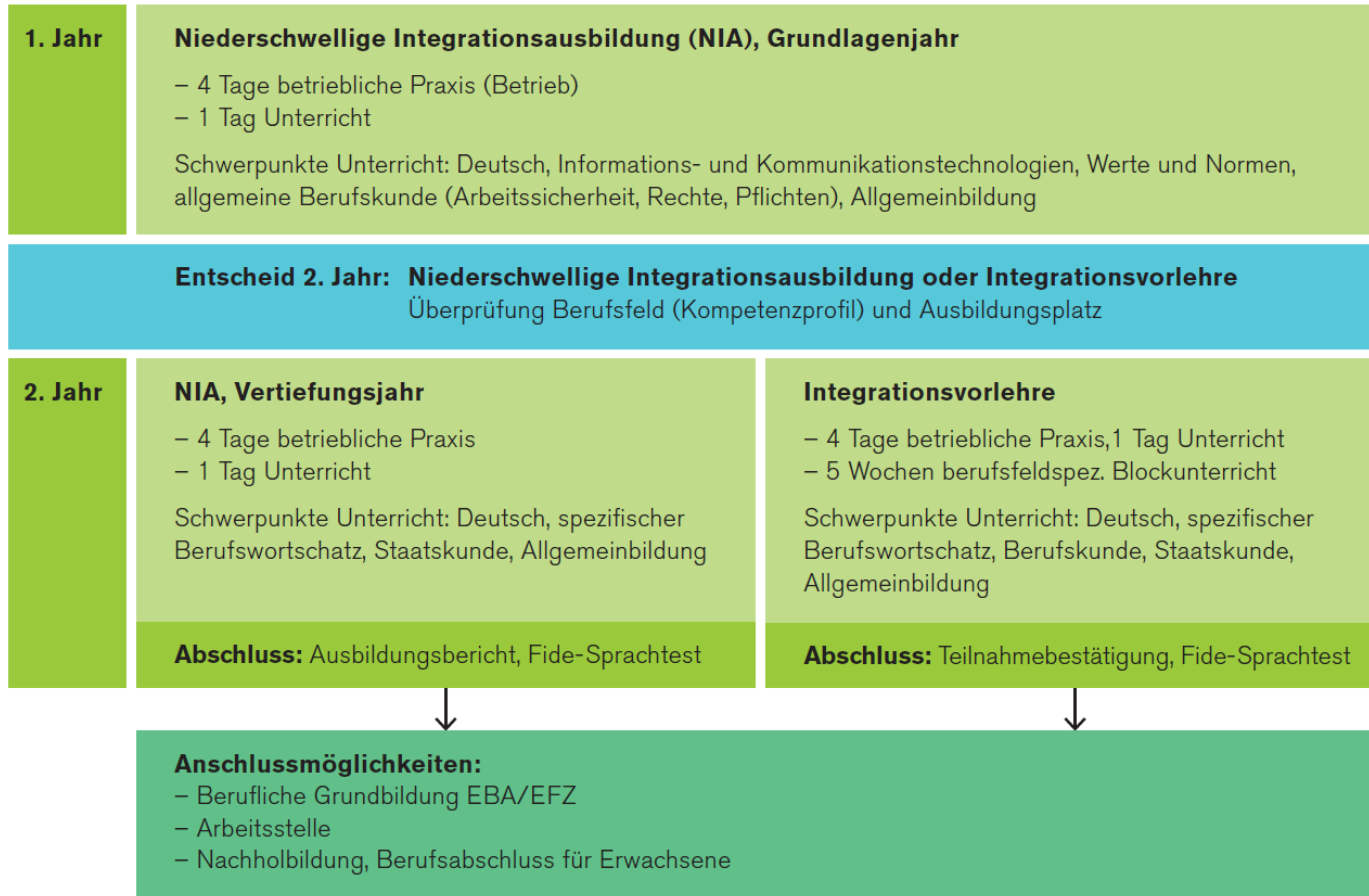 1. Jahr
Niederschwellige Integrationsausbildung (NIA), Grundlagenjahr
– 4 Tage betriebliche Praxis (Betrieb)
– 1 Tag Unterricht
Schwerpunkte Unterricht: Deutsch, Informations- und Kommunikationstechnologien, Werte und Normen,
allgemeine Berufskunde (Arbeitssicherheit, Rechte, Pflichten), Allgemeinbildung
Entscheid 2. Jahr: Niederschwellige Integrationsausbildung oder Integrationsvorlehre
Überprüfung Berufsfeld (Kompetenzprofil) und Ausbildungsplatz
2. Jahr
NIA, Vertiefungsjahr
– 4 Tage betriebliche Praxis
– 1 Tag Unterricht
Schwerpunkte Unterricht: Deutsch, spezifischer
Berufswortschatz, Staatskunde, Allgemeinbildung
Abschluss: Ausbildungsbericht, Fide-Sprachtest
Integrationsvorlehre
– 4 Tage betriebliche Praxis,1 Tag Unterricht
– 5 Wochen berufsfeldspez. Blockunterricht
Schwerpunkte Unterricht: Deutsch, spezifischer
Berufswortschatz, Berufskunde, Staatskunde,
Allgemeinbildung
Abschluss: Teilnahmebestätigung, Fide-Sprachtest
Anschlussmöglichkeiten:
– Berufliche Grundbildung EBA/EFZ
– Arbeitsstelle
– Nachholbildung, Berufsabschluss für Erwachsene